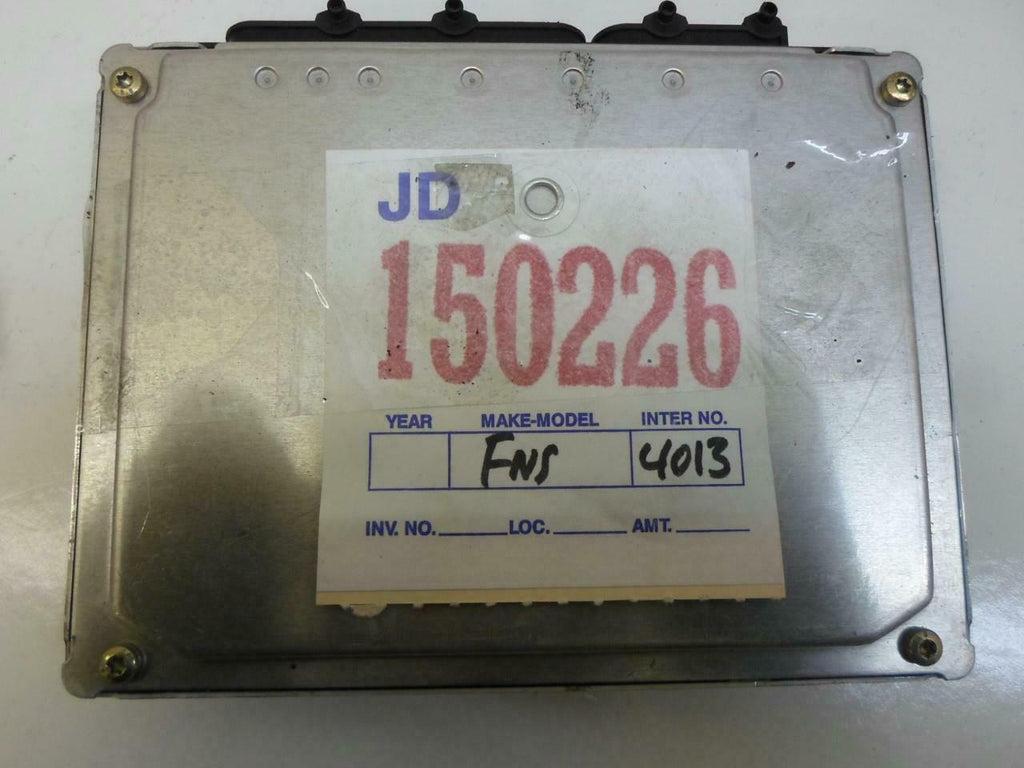 JD
150226
YEAR MAKE-MODEL INTER NO.
FNS 4013
INV. NO. LOC. AMT.